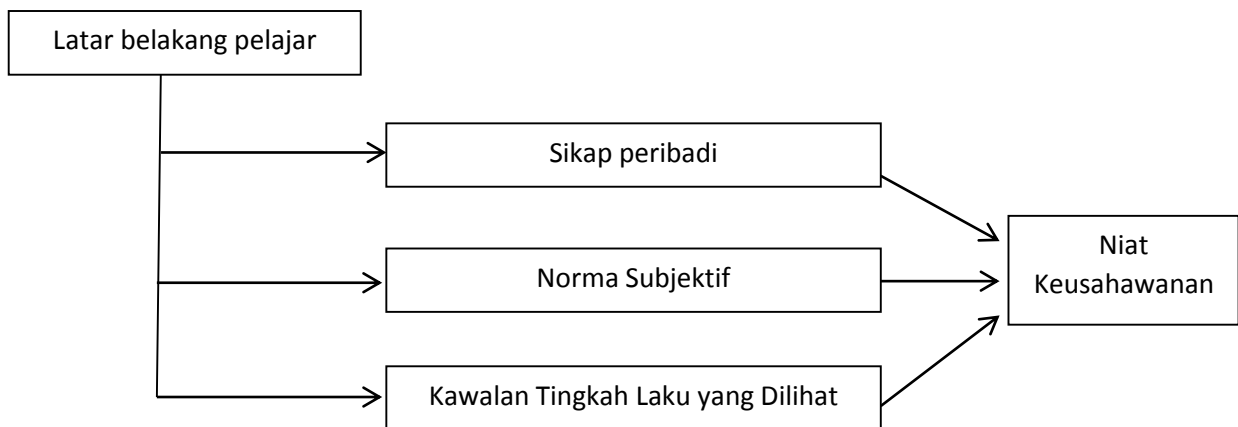 Latar belakang pelajar
Sikap peribadi
Norma Subjektif
Kawalan Tingkah Laku yang Dilihat
Niat
Keusahawanan